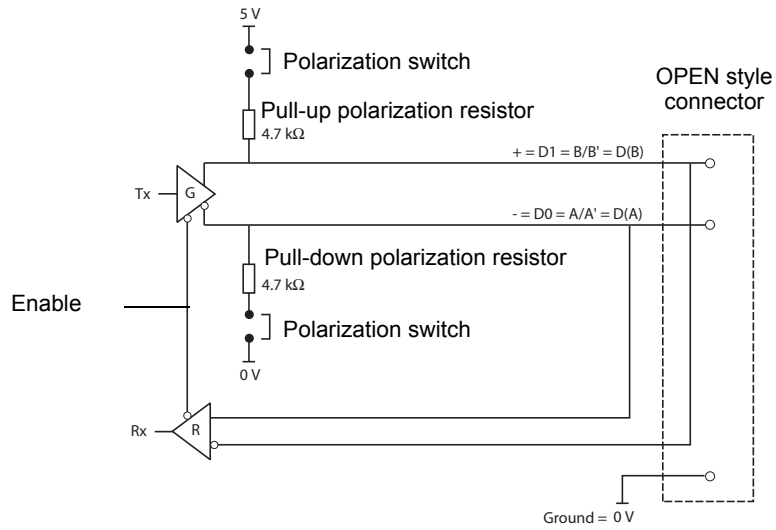 5 V
Polarization switch
OPEN style
connector
Pull-up polarization resistor
4.7 kΩ
+ = D1 = B/B' = D(B)
Tx
G
- = D0 = A/A' = D(A)
Pull-down polarization resistor
4.7 kΩ
Enable
Polarization switch
0 V
Rx
R
Ground = 0 V